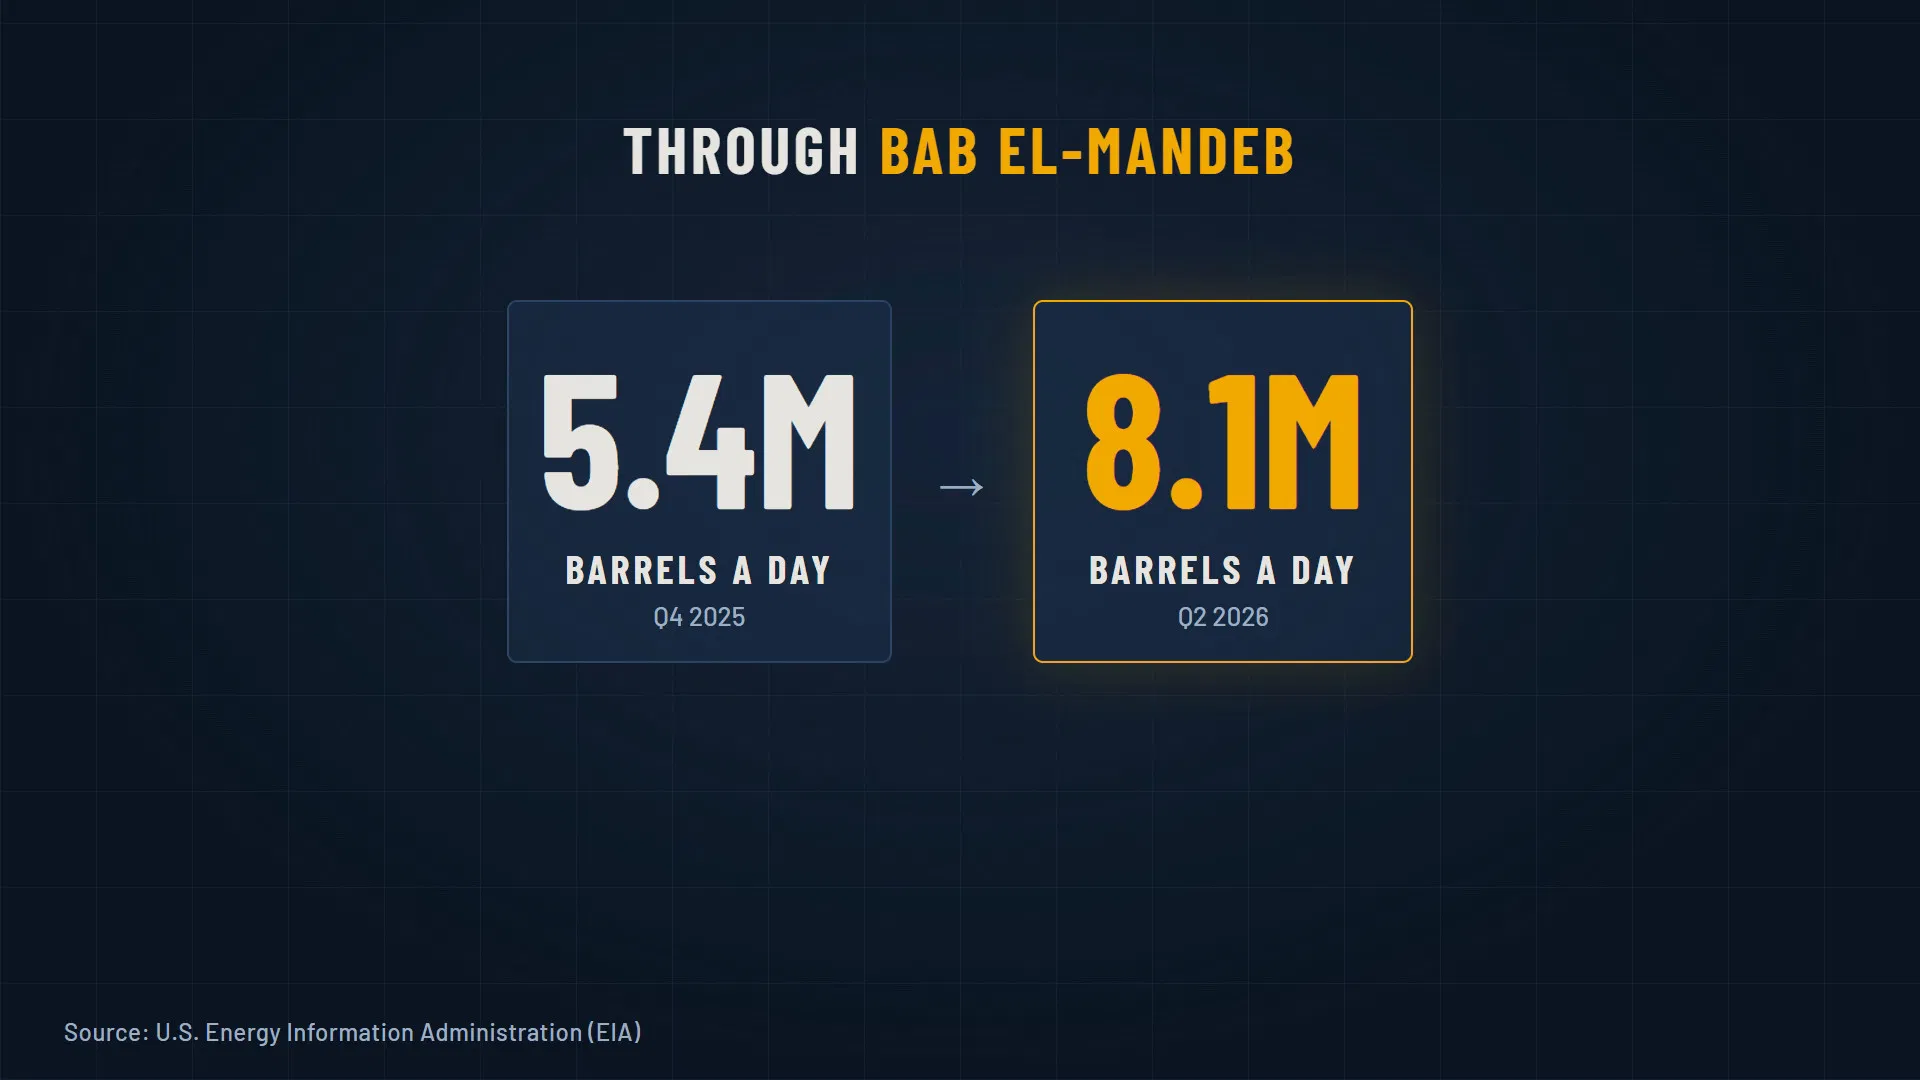 THROUGH BAB EL-MANDEB
5.4M
BARRELS A DAY
Q4 2025
→
8.1M
BARRELS A DAY
Q2 2026
Source: U.S. Energy Information Administration (EIA)